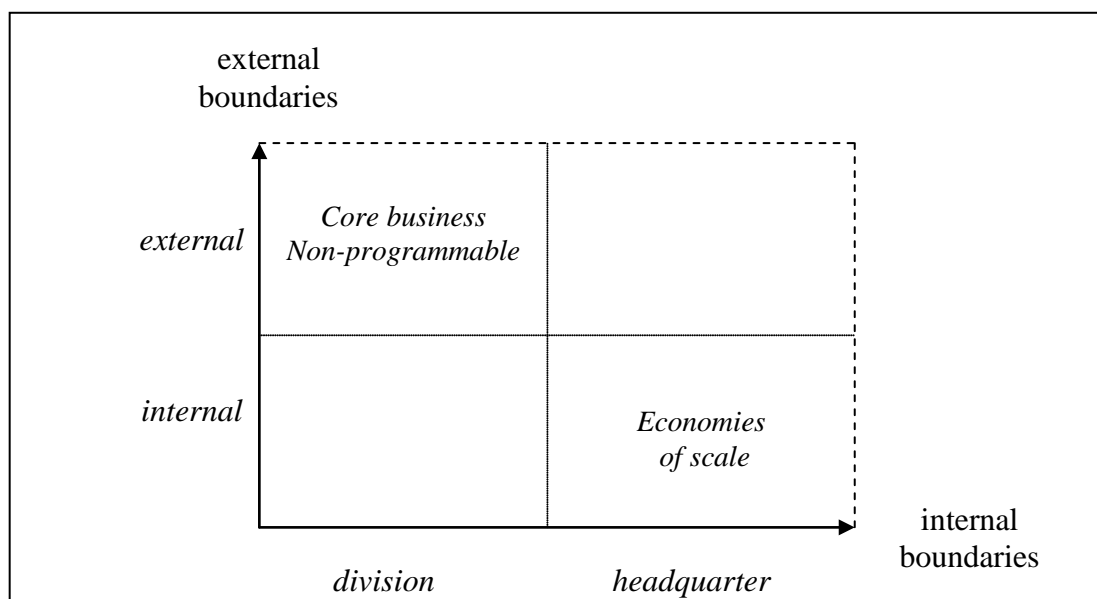 external
boundaries
Core business
external
Non-programmable
internal
Economies
of scale
internal
boundaries
division
headquarter